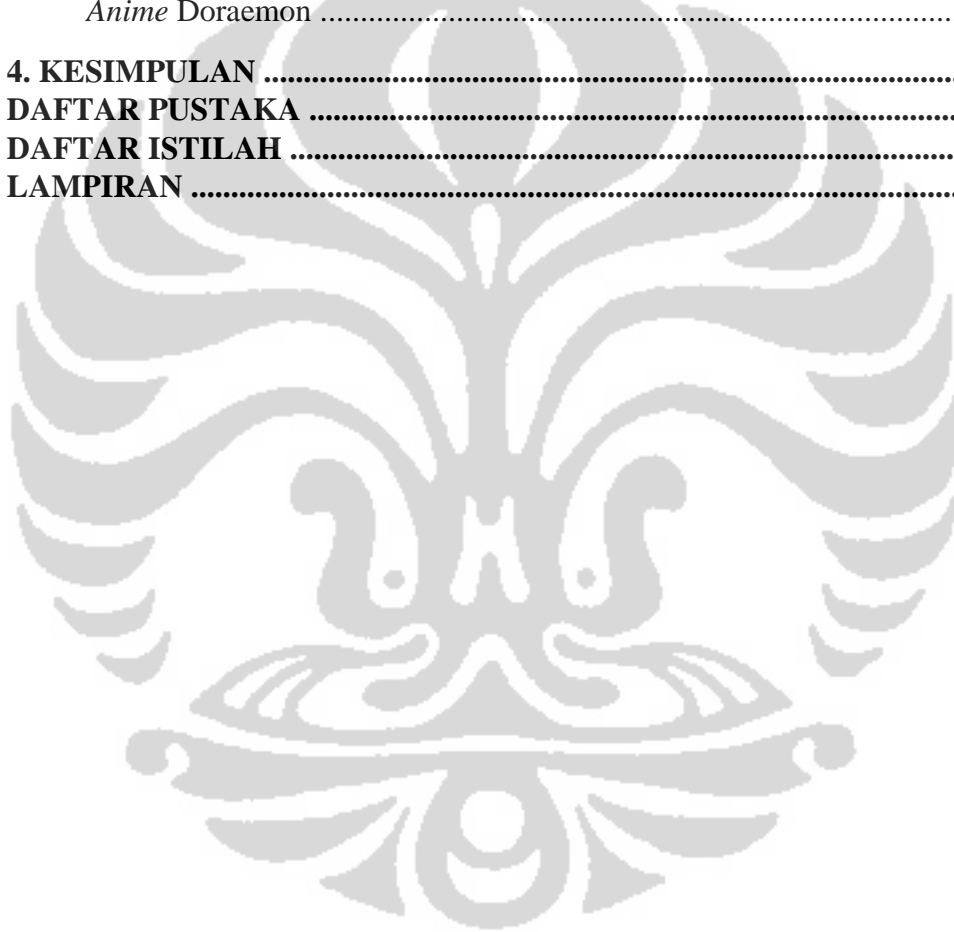 Anime Doraemon ................................................................................................
4. KESIMPULAN ................................................................................................
DAFTAR PUSTAKA ................................................................................................
DAFTAR ISTILAH ................................................................................................
LAMPIRAN ................................................................................................